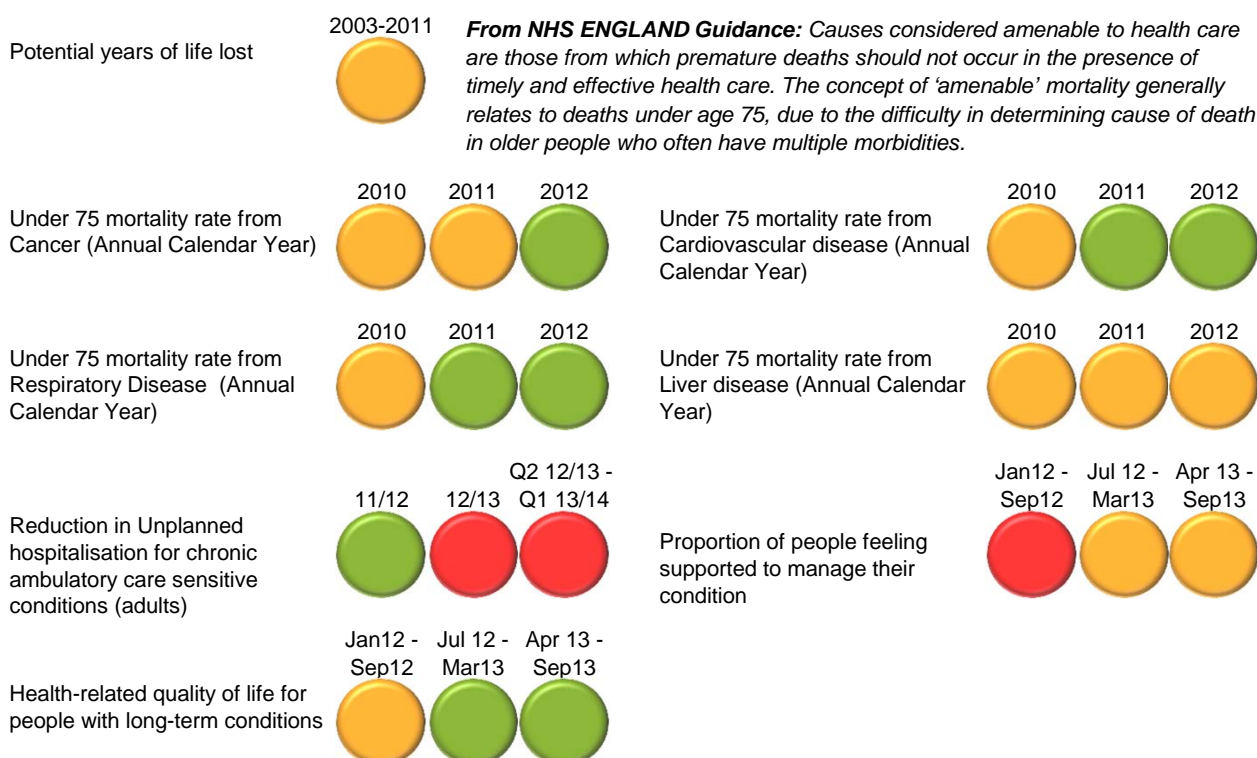 Potential years of life lost
2003-2011
From NHS ENGLAND Guidance: Causes considered amenable to health care
are those from which premature deaths should not occur in the presence of
timely and effective health care. The concept of ‘amenable’ mortality generally
relates to deaths under age 75, due to the difficulty in determining cause of death
in older people who often have multiple morbidities.
Under 75 mortality rate from
Cancer (Annual Calendar Year)
2010 2011 2012
Under 75 mortality rate from
Cardiovascular disease (Annual
Calendar Year)
2010 2011 2012
Under 75 mortality rate from
Respiratory Disease (Annual
Calendar Year)
2010 2011 2012
Under 75 mortality rate from
Liver disease (Annual Calendar
Year)
2010 2011 2012
Reduction in Unplanned
hospitalisation for chronic
ambulatory care sensitive
conditions (adults)
Q2 12/13 -
11/12 12/13 Q1 13/14
Proportion of people feeling
supported to manage their
condition
Jan12 - Jul 12 - Apr 13 -
Sep12 Mar13 Sep13
Health-related quality of life for
people with long-term conditions
Jan12 - Jul 12 - Apr 13 -
Sep12 Mar13 Sep13